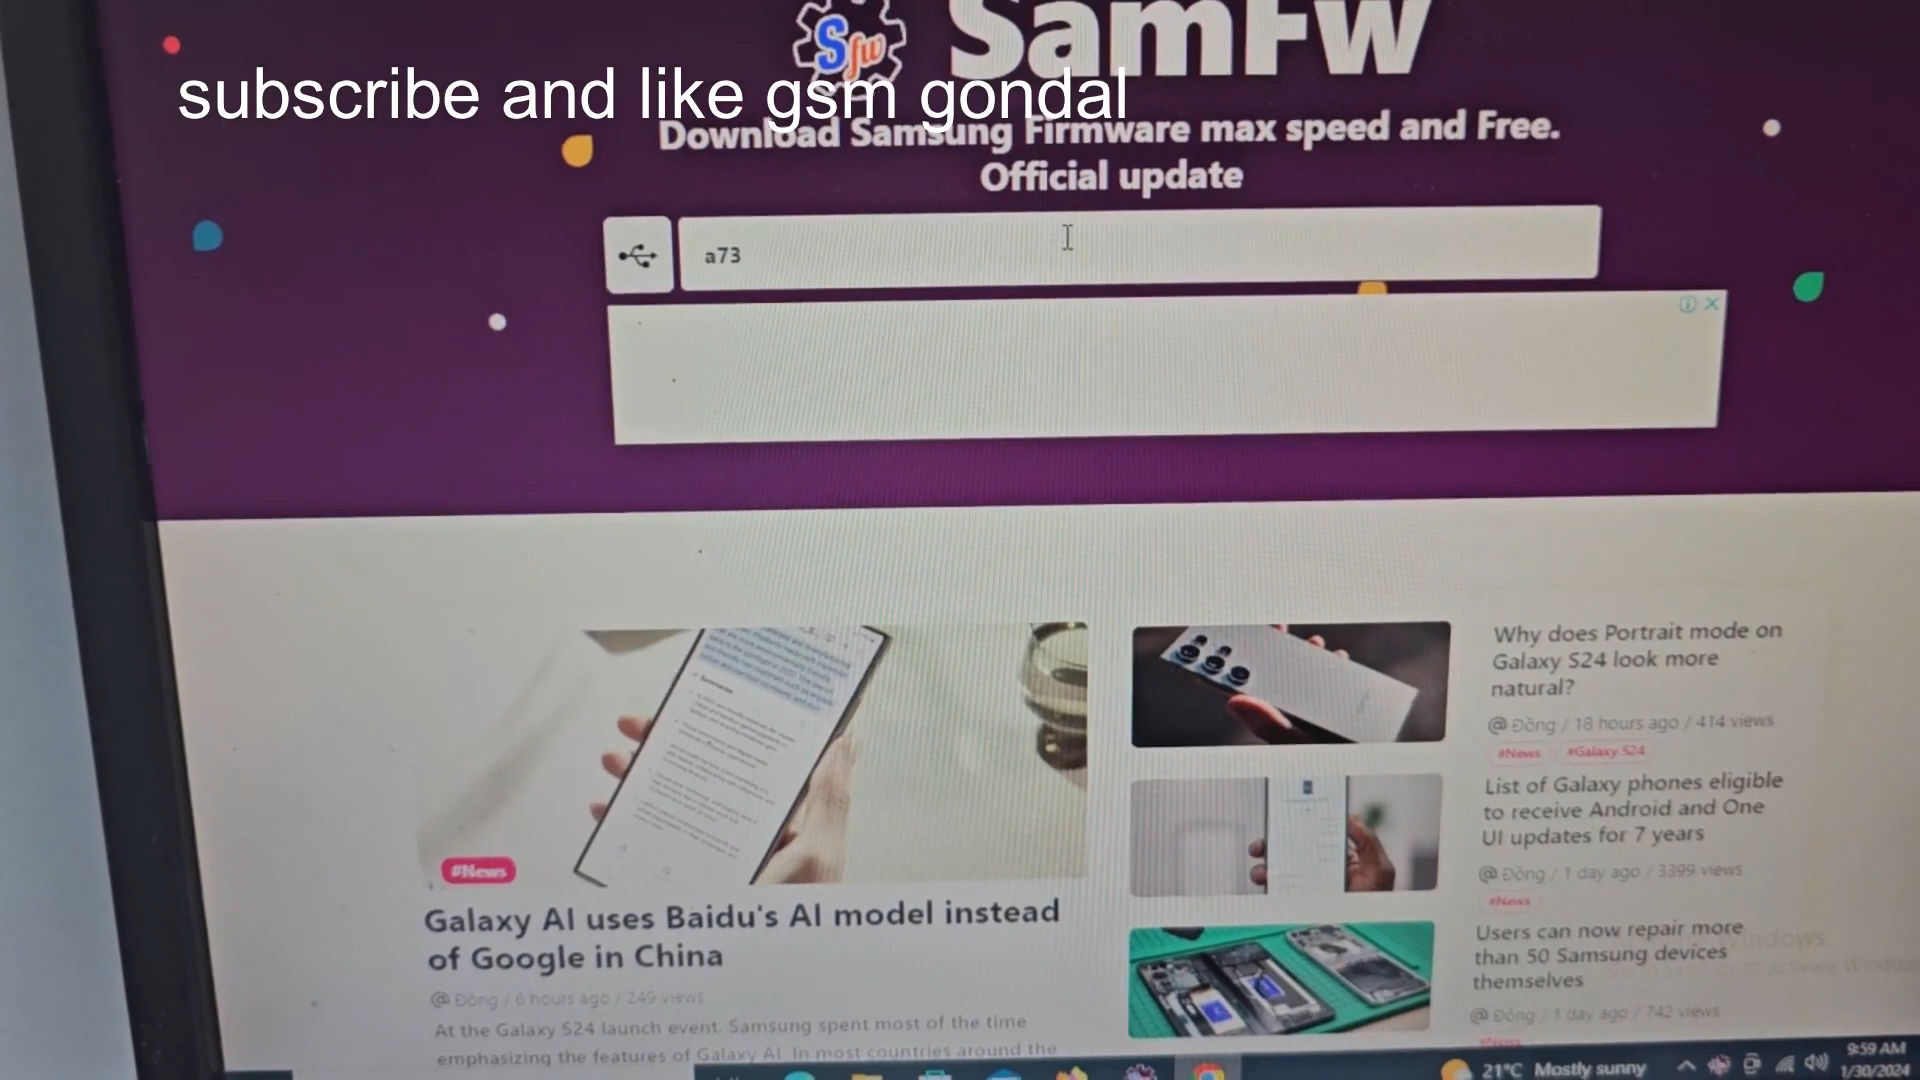 SamFw
Sfw
subscribe and like gsm gondal
Download Samsung Firmware max speed and Free.
Official update
a73
#News
Galaxy AI uses Baidu's AI model instead
of Google in China
@ Đồng / 6 hours ago / 249 views
At the Galaxy S24 launch event, Samsung spent most of the time
emphasizing the features of Galaxy AI. In most countries around the
Why does Portrait mode on
Galaxy S24 look more
natural?
@ Đồng / 18 hours ago / 414 views
#News #Galaxy S24
List of Galaxy phones eligible
to receive Android and One
UI updates for 7 years
@ Đồng / 1 day ago / 3399 views
#News
Users can now repair more
than 50 Samsung devices
themselves
@ Đồng / 1 day ago / 742 views
#News
21°C Mostly sunny
9:59 AM
1/30/2024